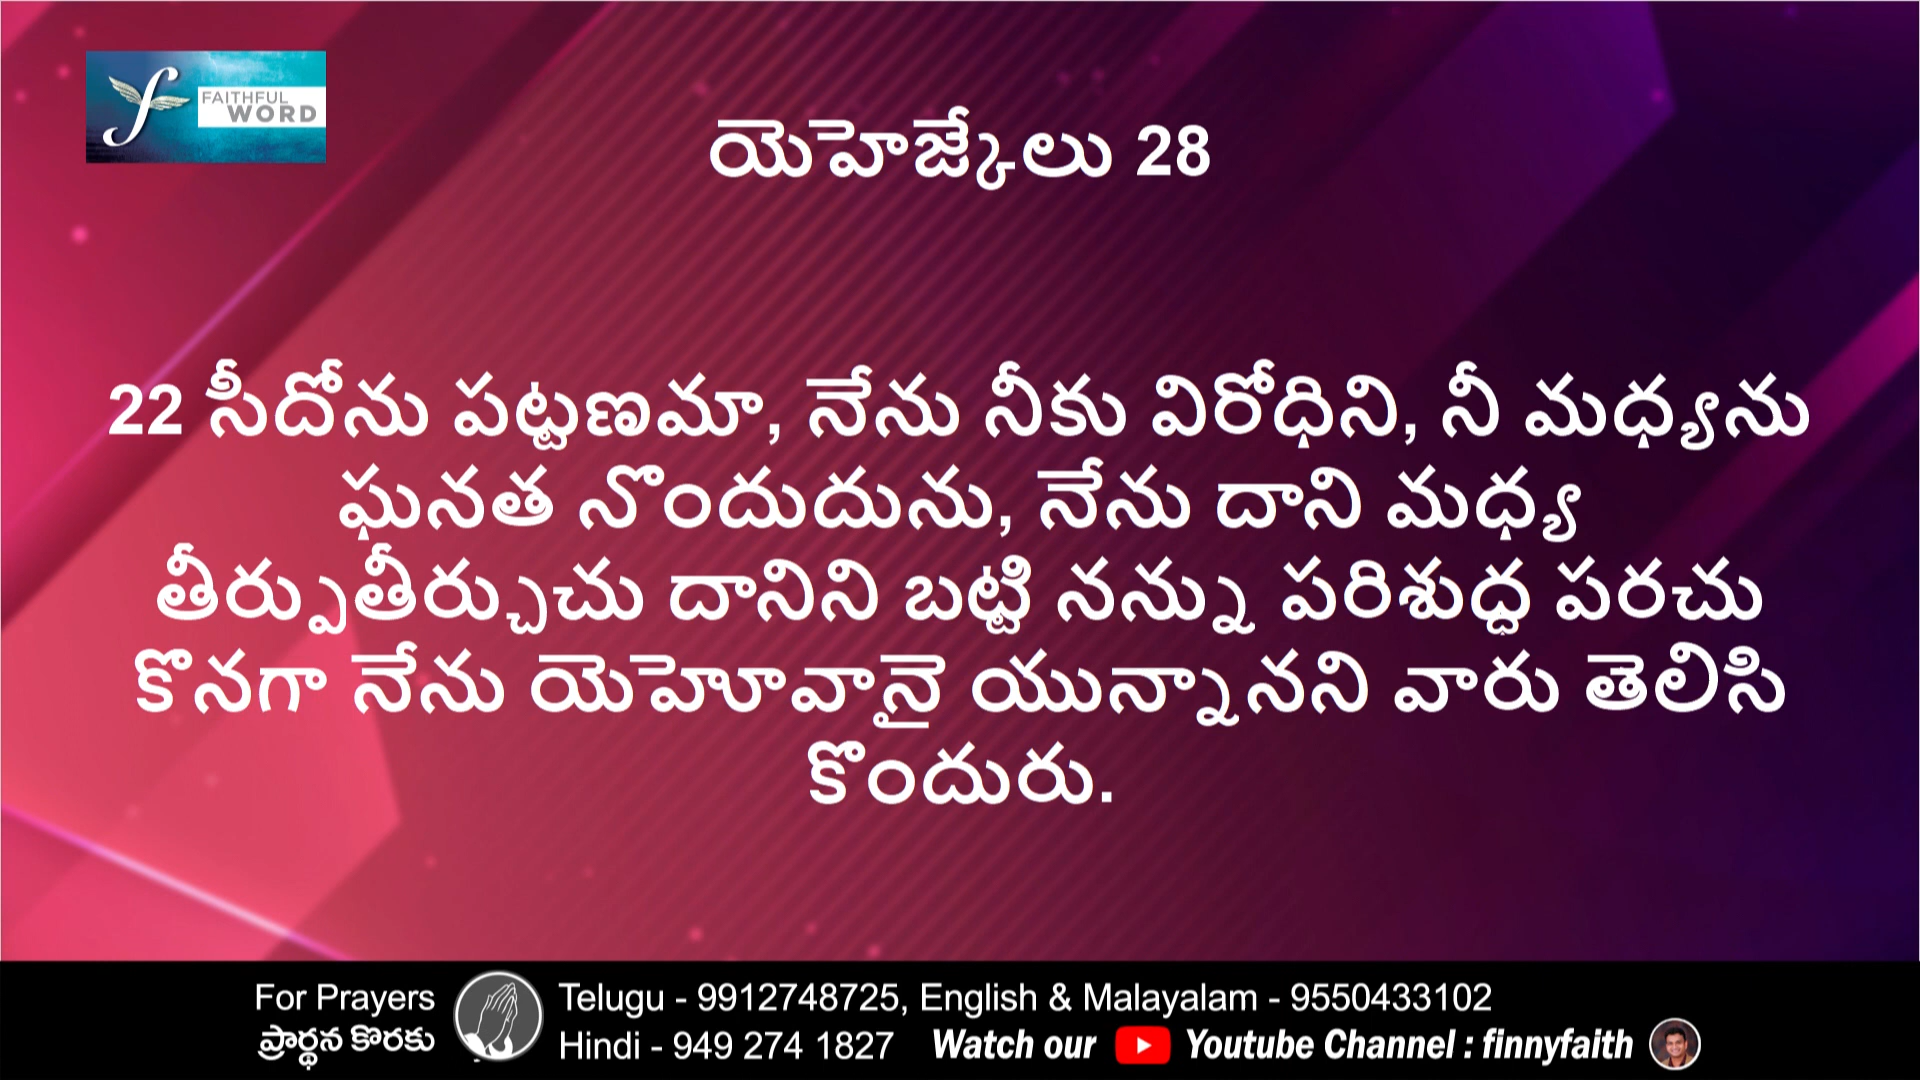 FAITHFUL
WORD
యెహెజ్కేలు 28
22 సీదోను పట్టణమా, నేను నీకు విరోధిని, నీ మధ్యను
ఘనత నొందుదును, నేను దాని మధ్య
తీర్పుతీర్చుచు దానిని బట్టి నన్ను పరిశుద్ధ పరచు
కొనగా నేను యెహెూవానై యున్నానని వారు తెలిసి
కొందురు.
For Prayers
ప్రార్థన కొరకు
Telugu - 9912748725, English & Malayalam - 9550433102
Hindi - 949 274 1827 Watch our Youtube Channel : finnyfaith